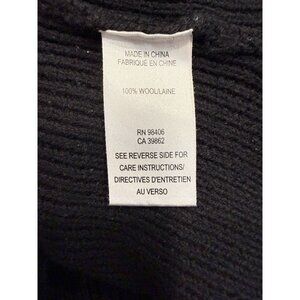 MADE IN CHINA
FABRIQUE EN CHINE
100% WOOL/LAINE
RN 98406
CA 39862
SEE REVERSE SIDE FOR
CARE INSTRUCTIONS/
DIRECTIVES D'ENTRETIEN
AU VERSO